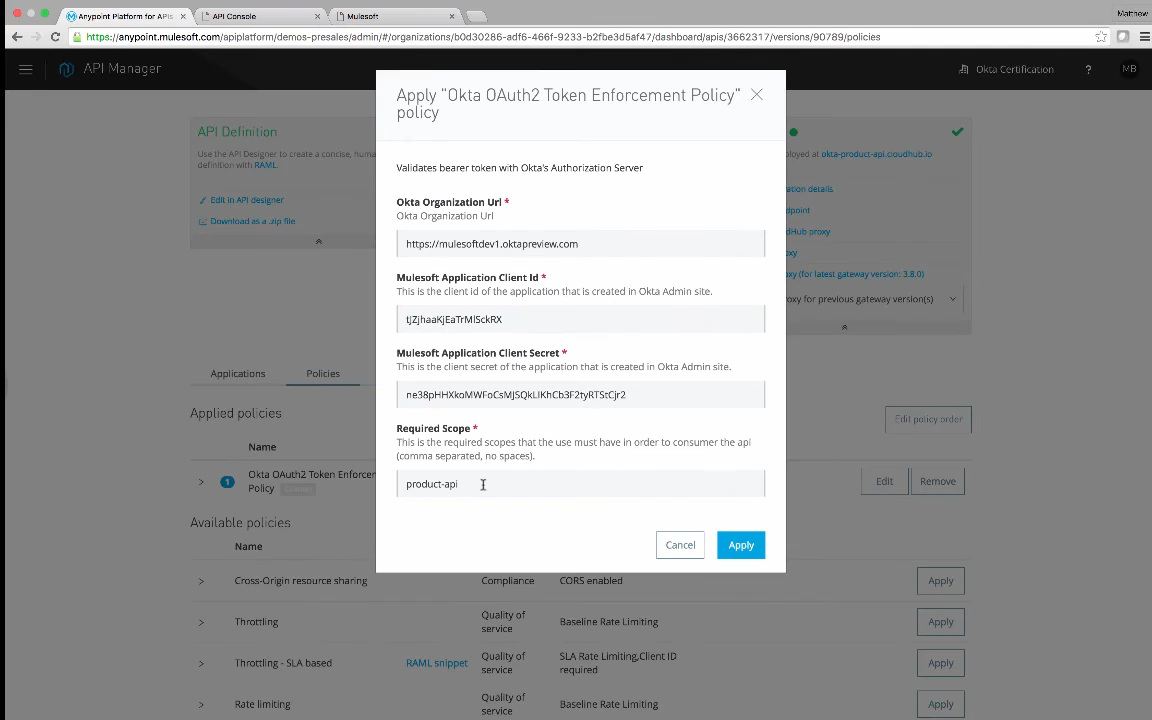 Anypoint Platform for APIs
API Console
Mulesoft
Matthew
https://anypoint.mulesoft.com/apiplatform/demos-presales/admin/#/organizations/b0d30286-adf6-466f-9233-b2fbe3d5af47/dashboard/apis/3662317/versions/90789/policies
API Manager
Okta Certification
?
MB
Apply "Okta OAuth2 Token Enforcement Policy"
policy
Validates bearer token with Okta's Authorization Server
Okta Organization Url *
Okta Organization Url
https://mulesoftdev1.oktapreview.com
Mulesoft Application Client Id *
This is the client id of the application that is created in Okta Admin site.
tJZjhaaKjEaTrMlSckRX
Mulesoft Application Client Secret *
This is the client secret of the application that is created in Okta Admin site.
ne38pHHXkoMWFoCsMJSQkLIKhCb3F2tyRTStCjr2
Required Scope *
This is the required scopes that the use must have in order to consumer the api
(comma separated, no spaces).
product-api
Cancel
Apply
API Definition
Use the API Designer to create a concise, huma
definition with RAML.
Edit in API designer
Download as a .zip file
ployed at okta-product-api.cloudhub.io
ation details
dpoint
dHub proxy
oxy
oxy (for latest gateway version: 3.8.0)
oxy for previous gateway version(s)
Applications
Policies
Applied policies
Edit policy order
Name
1
Okta OAuth2 Token Enforcer
Policy
Edit
Remove
Available policies
Name
Cross-Origin resource sharing
Compliance
CORS enabled
Apply
Throttling
Quality of
service
Baseline Rate Limiting
Apply
Throttling - SLA based
RAML snippet
Quality of
service
SLA Rate Limiting,Client ID
required
Apply
Rate limiting
Quality of
service
Baseline Rate Limiting
Apply